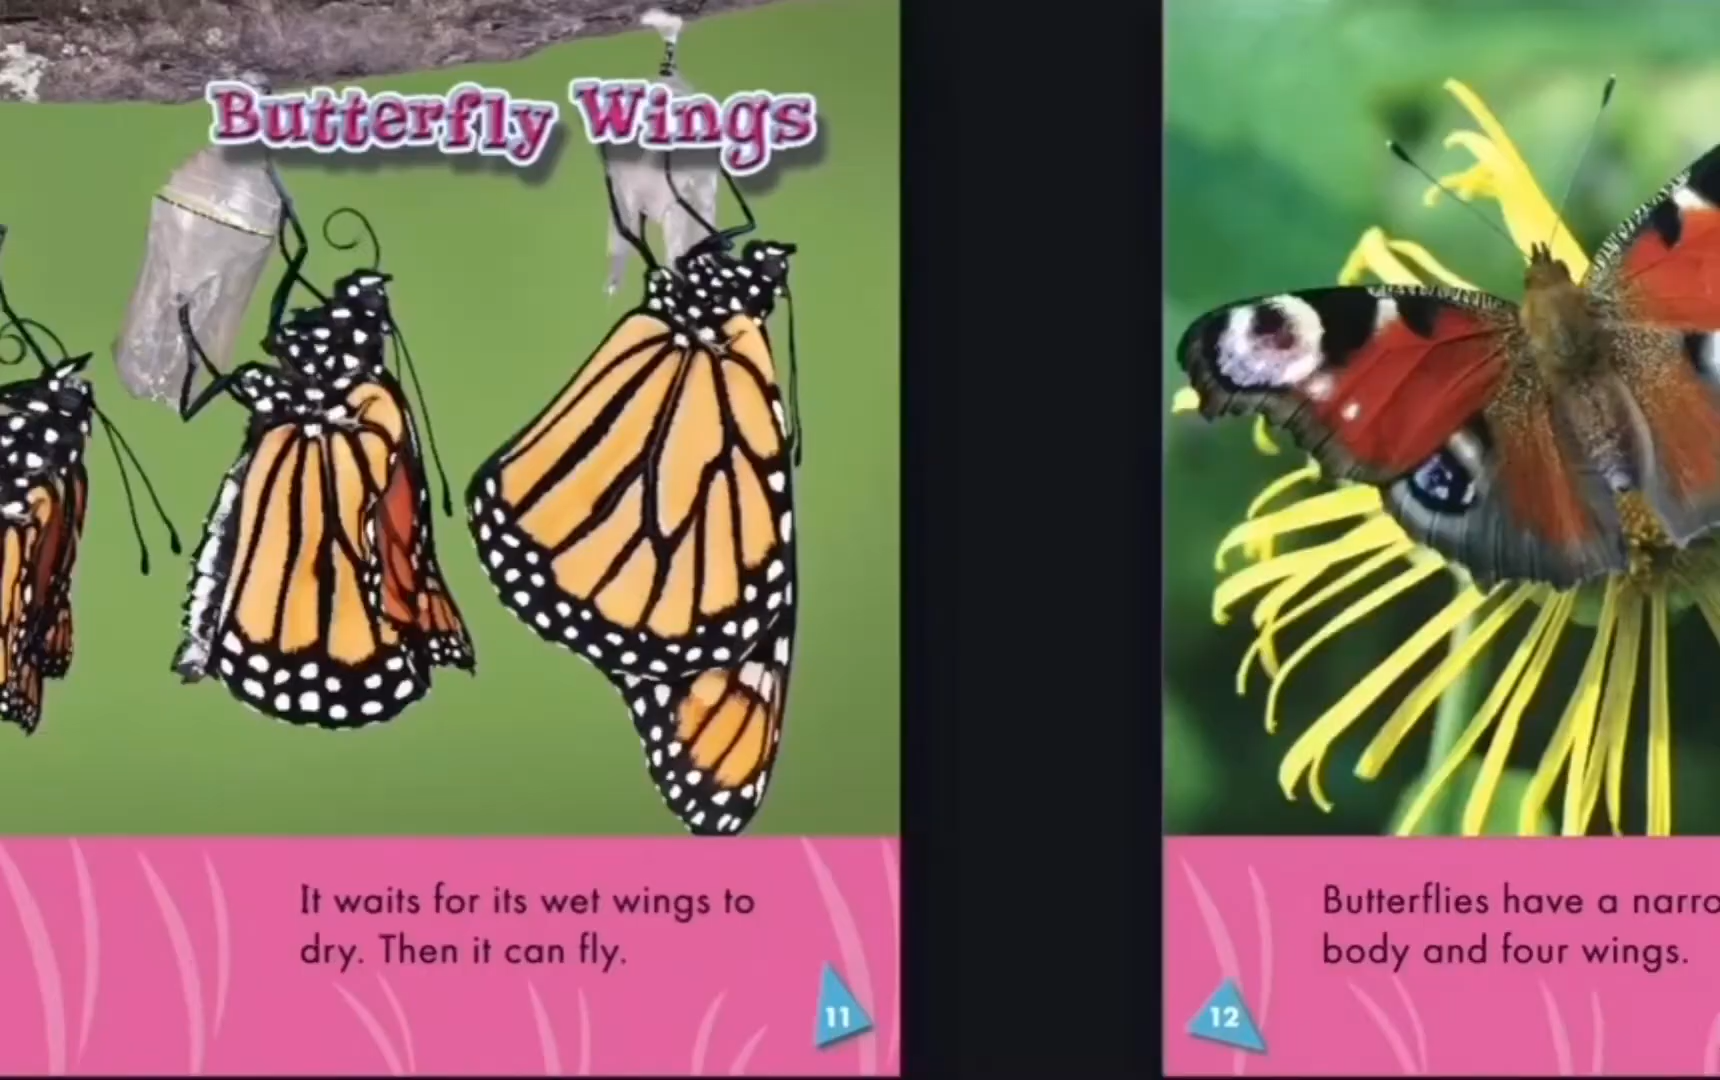 Butterfly Wings
It waits for its wet wings to
dry. Then it can fly.
11
Butterflies have a
body and four wings.
12